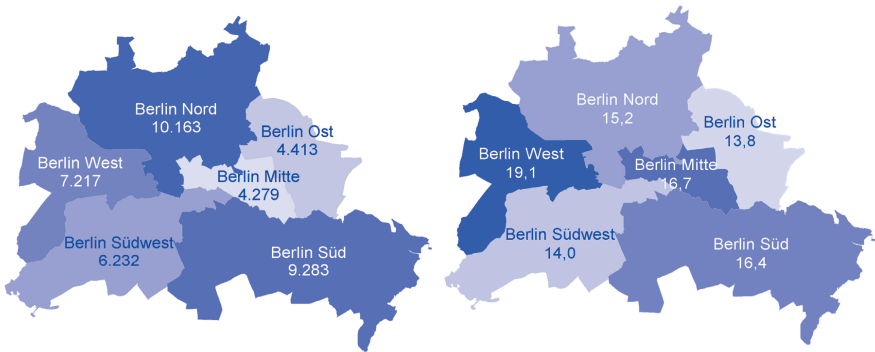 Berlin Nord
10.163
Berlin Ost
4.413
Berlin West
7.217
Berlin Mitte
4.279
Berlin Südwest
6.232
Berlin Süd
9.283
Berlin Nord
15,2
Berlin Ost
13,8
Berlin West
19,1
Berlin Mitte
16,7
Berlin Südwest
14,0
Berlin Süd
16,4